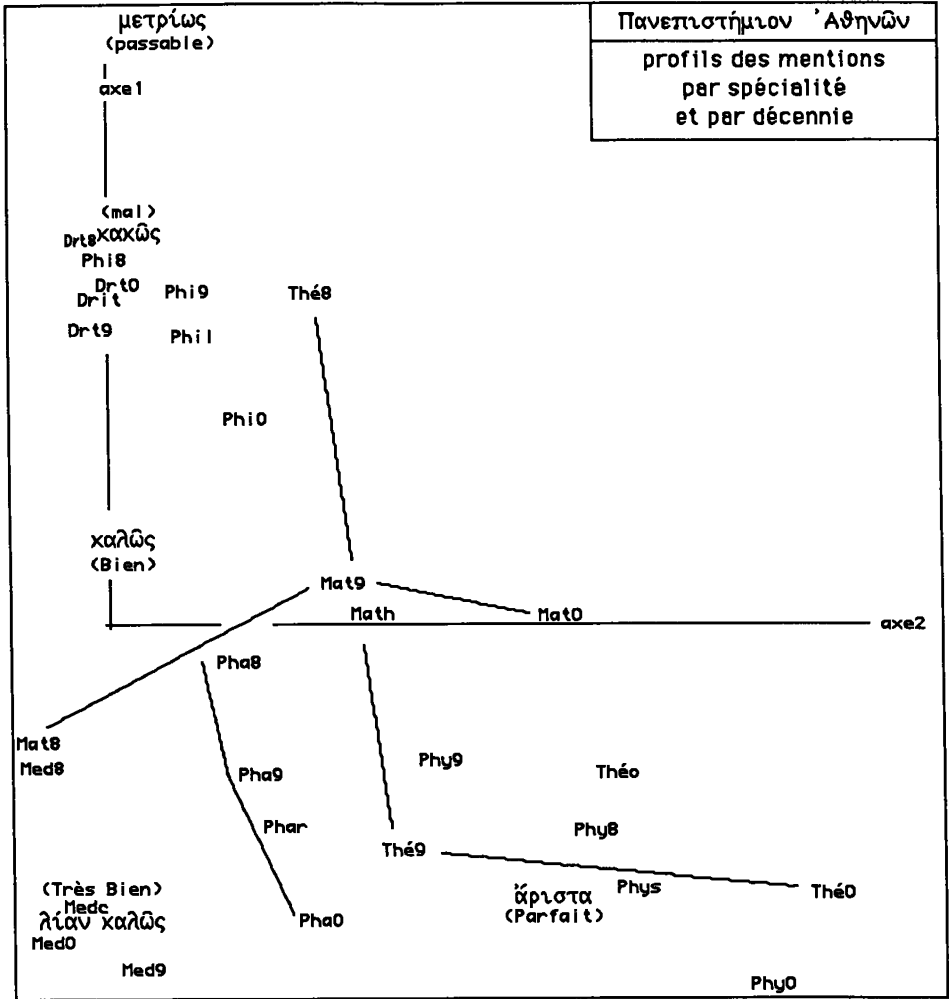 μετρίως
(passable)
axe1
Πανεπιστήμιον Ἀθηνῶν
profils des mentions
par spécialité
et par décennie
(mal)
Drt8 κακῶς
Phi8
Drt0
Drit
Phi9
Thé8
Drt9
Phil
Phi0
καλῶς
(Bien)
Mat9
Math
Mat0
axe2
Pha8
Mat8
Med8
Phy9
Théo
Pha9
Phar
Phy8
Thé9
(Très Bien)
Medc
λίαν καλῶς
Med0
ἄριστα
(Parfait)
Phys
Thé0
Pha0
Med9
Phy0